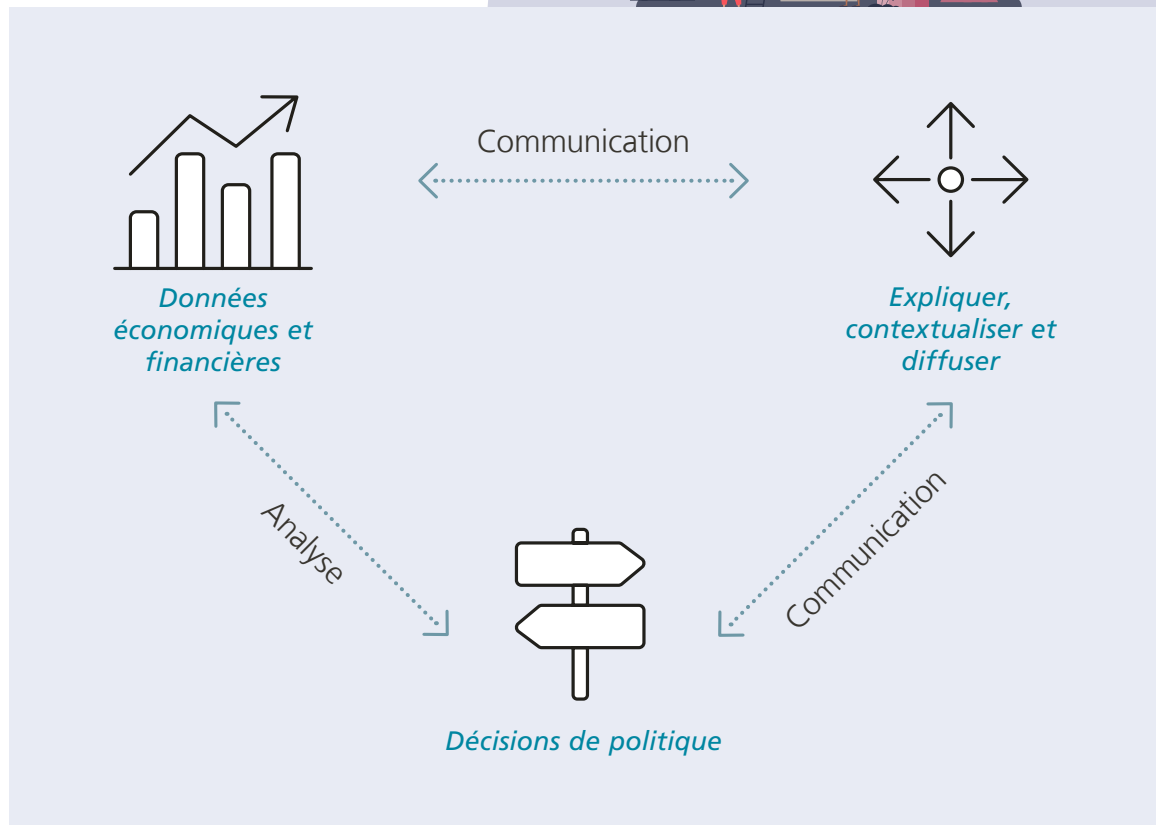 Communication
Données
économiques et
financières
Expliquer,
contextualiser et
diffuser
Analyse
Communication
Décisions de politique